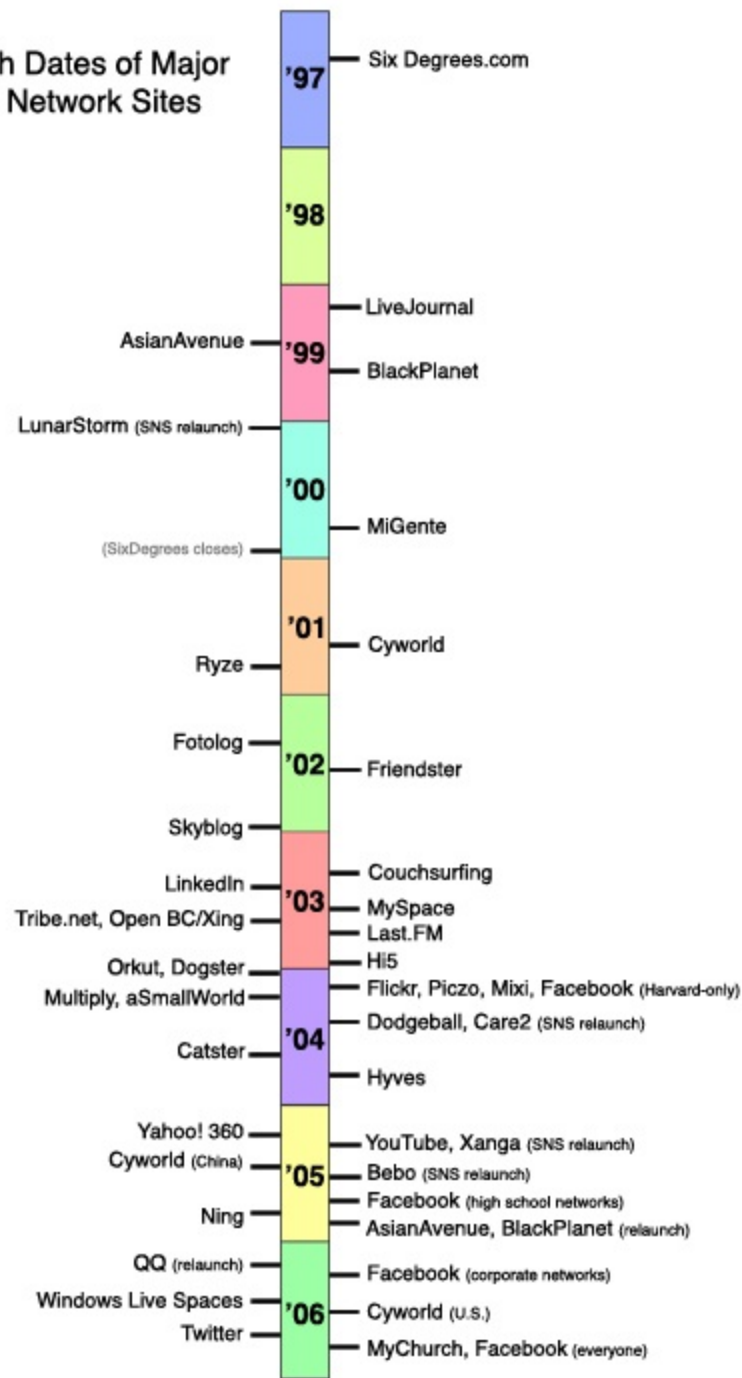 h Dates of Major
Network Sites
'97
Six Degrees.com
'98
LiveJournal
AsianAvenue
'99
BlackPlanet
LunarStorm (SNS relaunch)
'00
MiGente
(SixDegrees closes)
'01
Cyworld
Ryze
Fotolog
'02
Friendster
Skyblog
Couchsurfing
LinkedIn
'03
MySpace
Tribe.net, Open BC/Xing
Last.FM
Hi5
Orkut, Dogster
Flickr, Piczo, Mixi, Facebook (Harvard-only)
Multiply, aSmallWorld
Dodgeball, Care2 (SNS relaunch)
'04
Catster
Hyves
Yahoo! 360
YouTube, Xanga (SNS relaunch)
Cyworld (China)
'05
Bebo (SNS relaunch)
Facebook (high school networks)
Ning
AsianAvenue, BlackPlanet (relaunch)
QQ (relaunch)
Facebook (corporate networks)
Windows Live Spaces
'06
Cyworld (U.S.)
Twitter
MyChurch, Facebook (everyone)